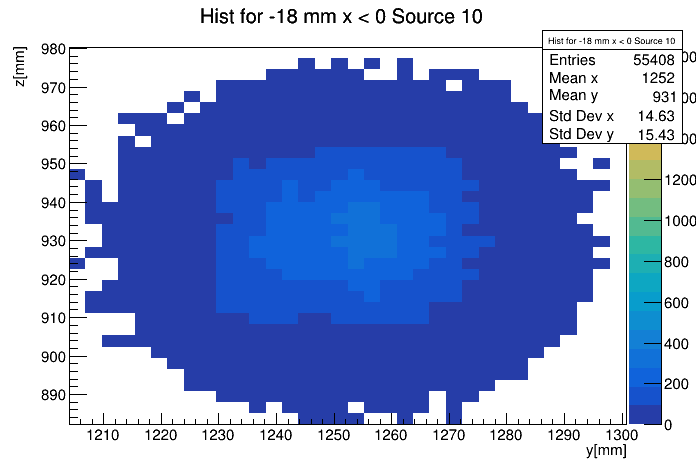 Hist for -18 mm x < 0 Source 10
Hist for -18 mm x < 0 Source 10
Entries 55408
Mean x 1252
Mean y 931
Std Dev x 14.63
Std Dev y 15.43
z[mm]
980
970
960
950
940
930
920
910
900
890
1210 1220 1230 1240 1250 1260 1270 1280 1290 1300
y[mm]
1200
1000
800
600
400
200
0